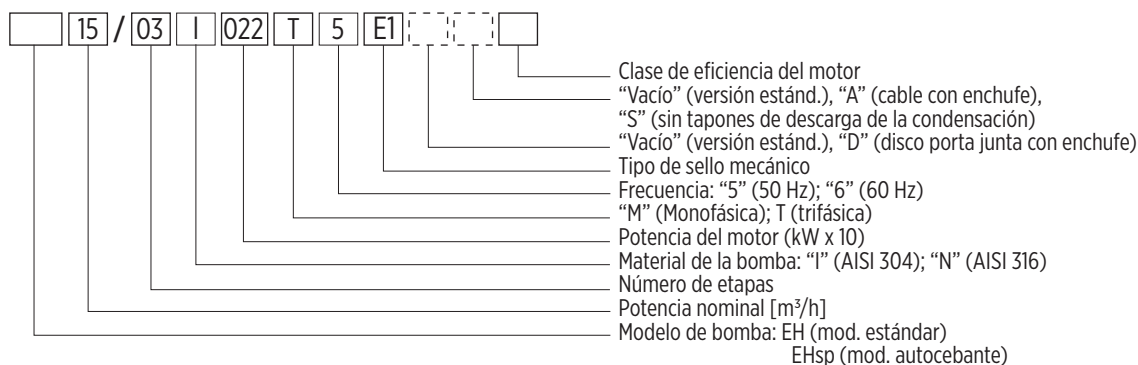 15 / 03 I 022 T 5 E1
Clase de eficiencia del motor
“Vacío” (versión estánd.), “A” (cable con enchufe),
“S” (sin tapones de descarga de la condensación)
“Vacío” (versión estánd.), “D” (disco porta junta con enchufe)
Tipo de sello mecánico
Frecuencia: “5” (50 Hz); “6” (60 Hz)
“M” (Monofásica); T (trifásica)
Potencia del motor (kW x 10)
Material de la bomba: “I” (AISI 304); “N” (AISI 316)
Número de etapas
Potencia nominal [m³/h]
Modelo de bomba: EH (mod. estándar)
EHsp (mod. autocebante)